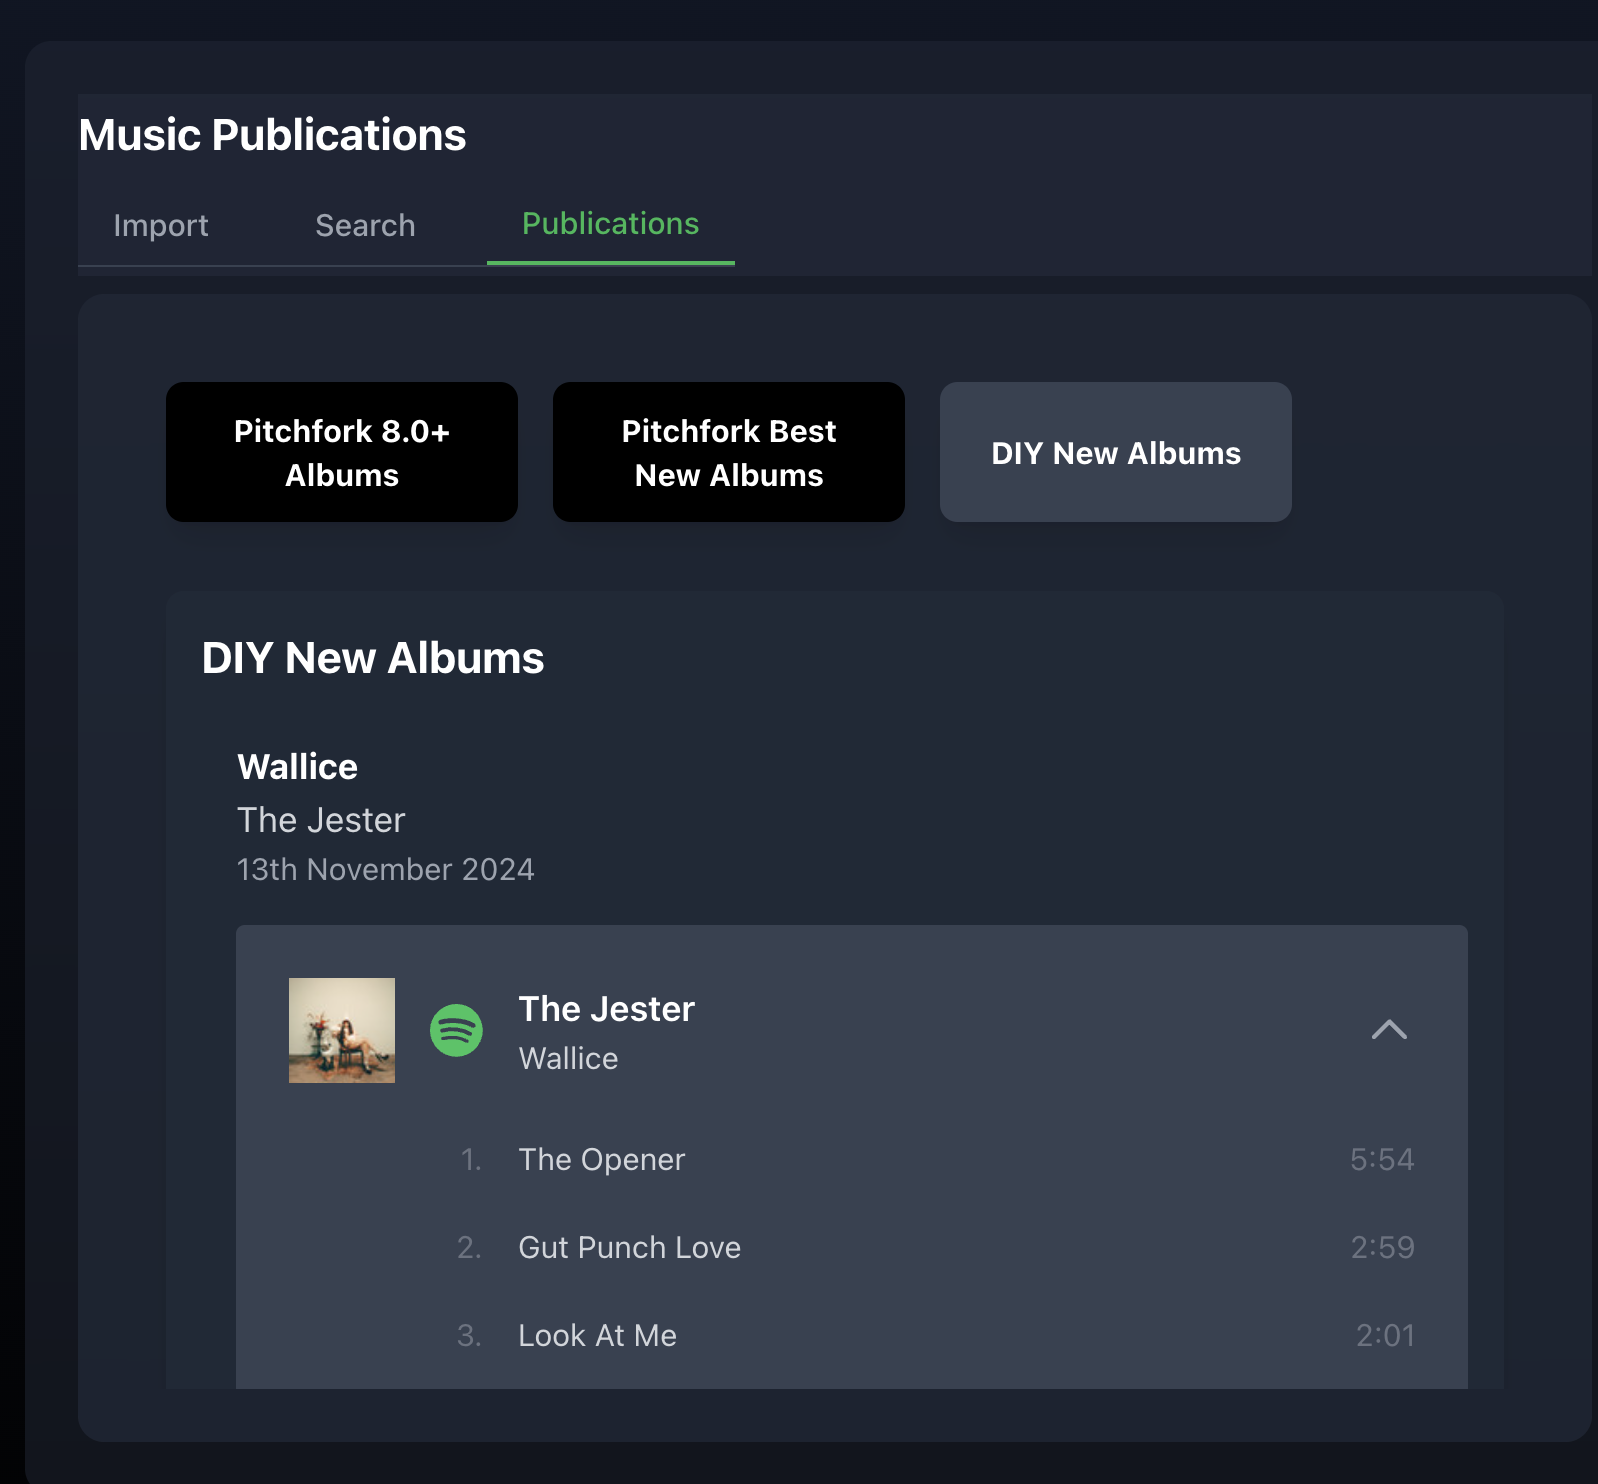 Music Publications
Import Search Publications
Pitchfork 8.0+
Albums
Pitchfork Best
New Albums
DIY New Albums
DIY New Albums
Wallice
The Jester
13th November 2024
The Jester
Wallice
1. The Opener 5:54
2. Gut Punch Love 2:59
3. Look At Me 2:01